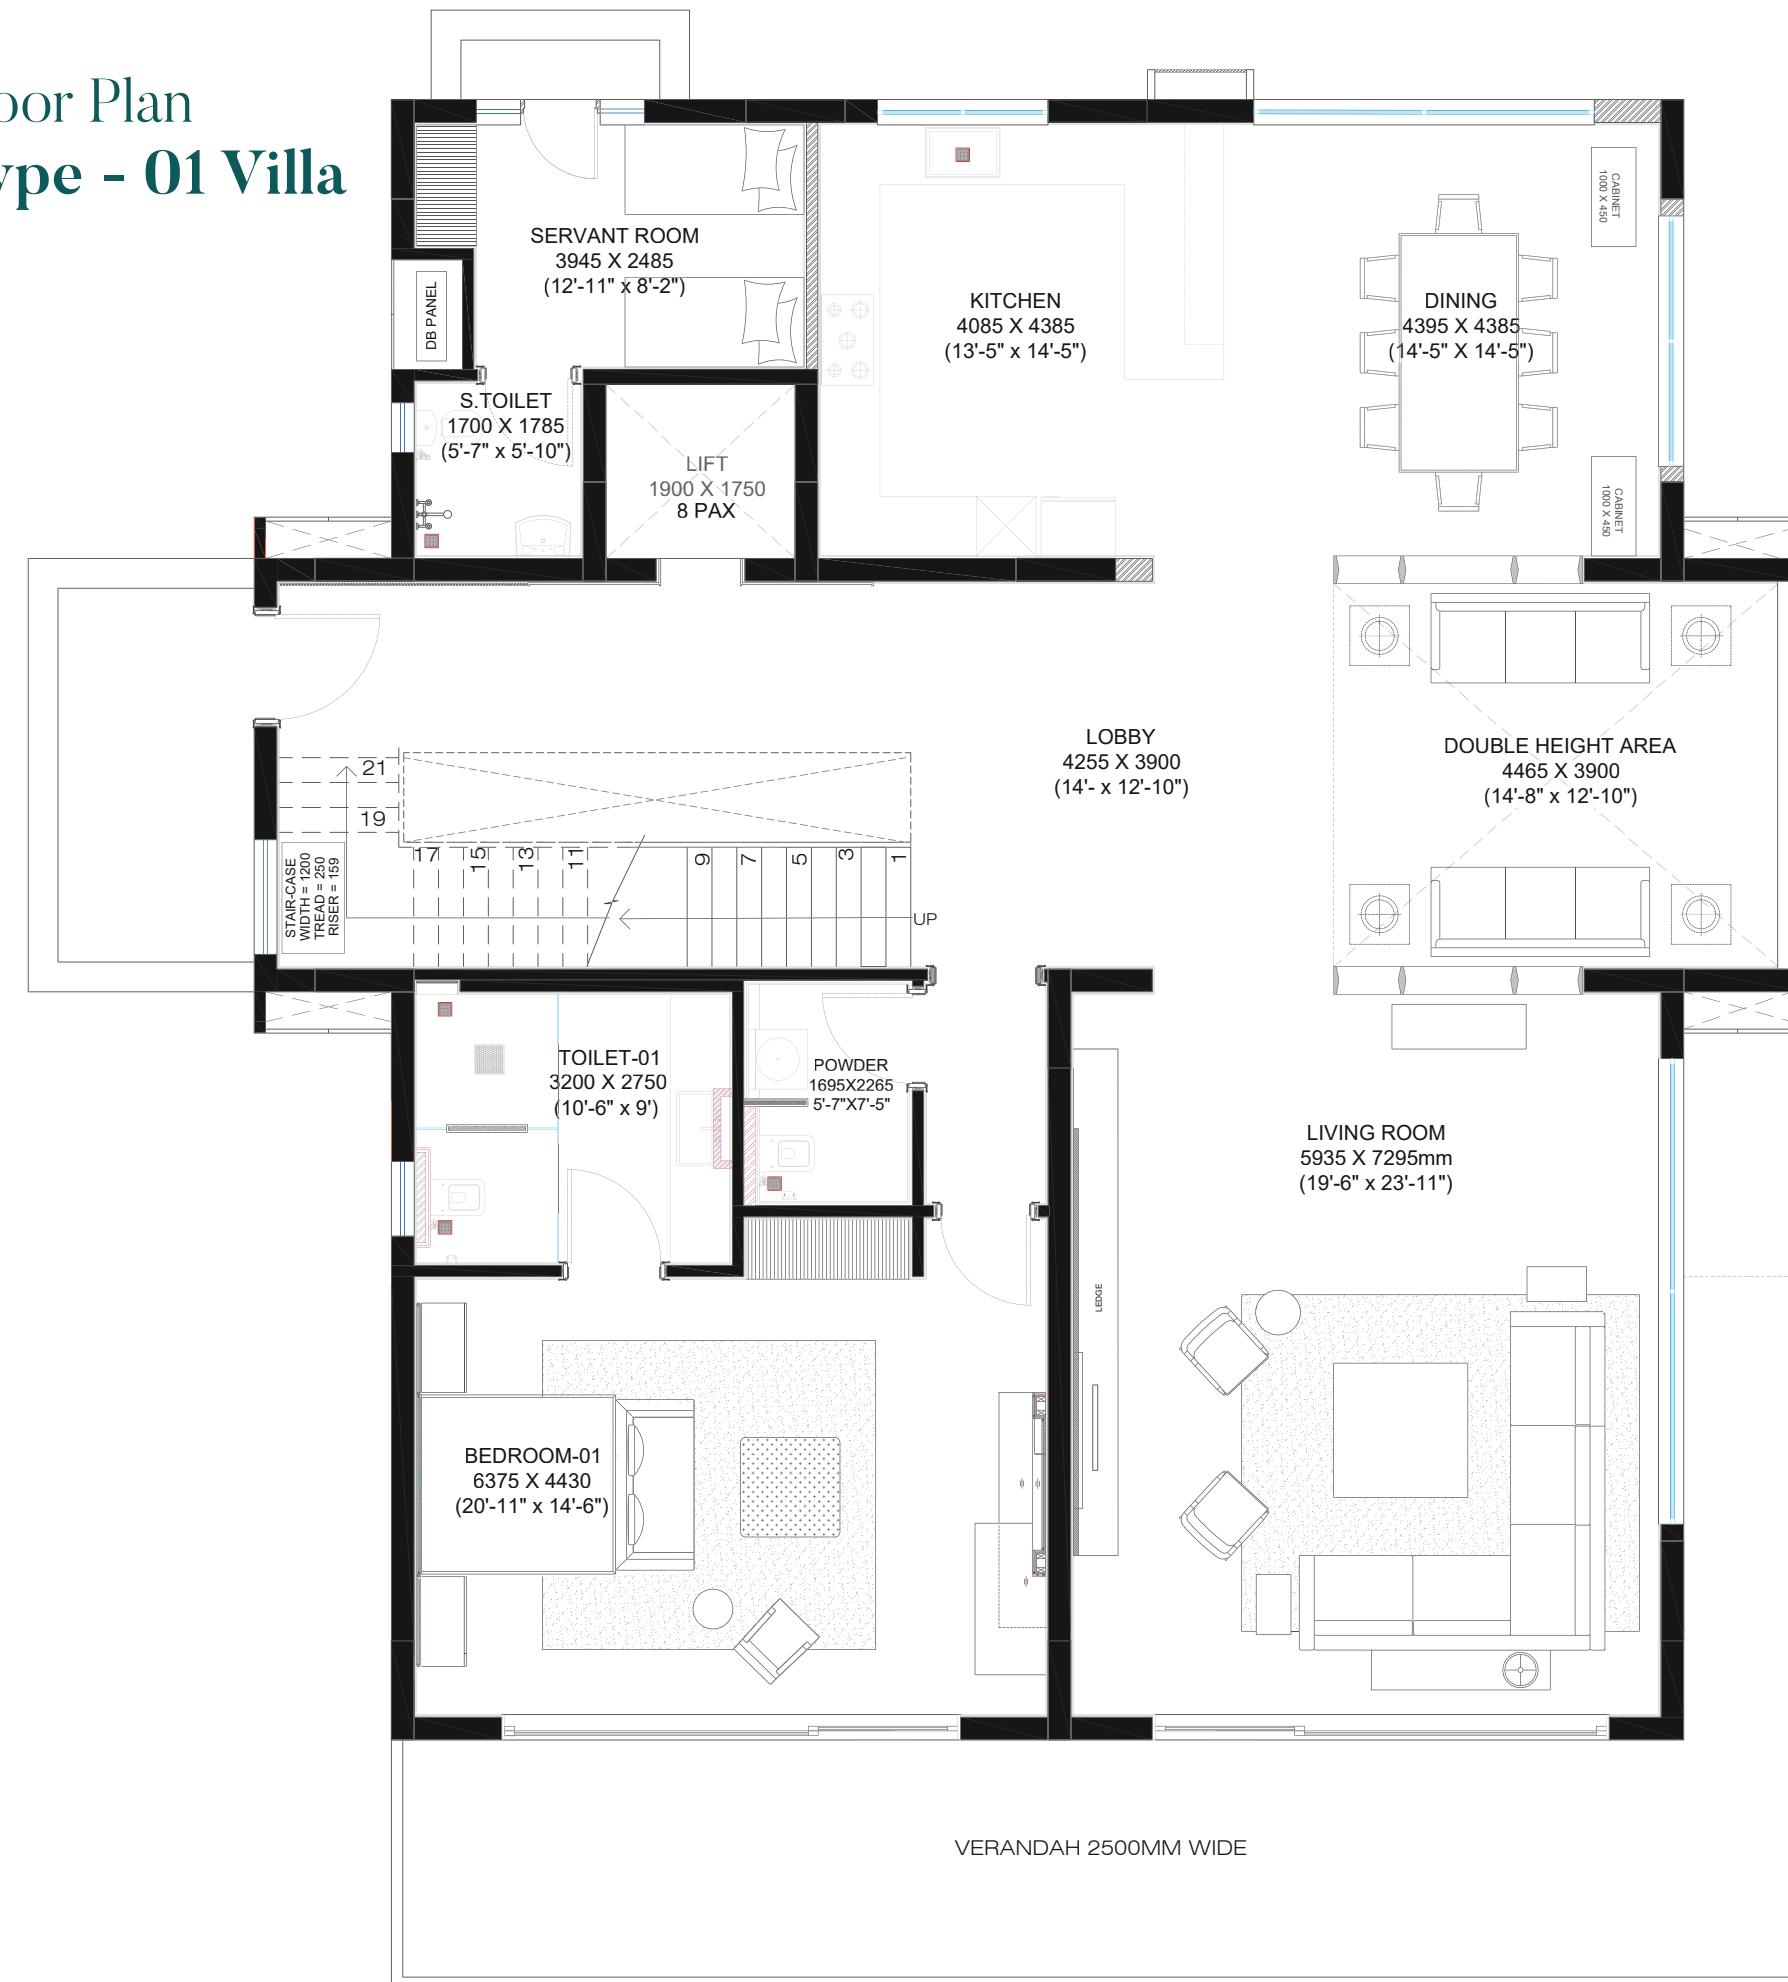 oor Plan
ype - 01 Villa
SERVANT ROOM
3945 X 2485
(12'-11" x 8'-2")
DB PANEL
KITCHEN
4085 X 4385
(13'-5" x 14'-5")
DINING
4395 X 4385
(14'-5" X 14'-5")
CABINET
1000 X 450
CABINET
1000 X 450
S.TOILET
1700 X 1785
(5'-7" x 5'-10")
LIFT
1900 X 1750
8 PAX
LOBBY
4255 X 3900
(14'- x 12'-10")
DOUBLE HEIGHT AREA
4465 X 3900
(14'-8" x 12'-10")
21
19
17
15
13
11
9
7
5
3
1
UP
STAIR-CASE
WIDTH = 1200
TREAD = 250
RISER = 159
TOILET-01
3200 X 2750
(10'-6" x 9')
POWDER
1695X2265
5'-7"X7'-5"
LIVING ROOM
5935 X 7295mm
(19'-6" x 23'-11")
LEDGE
BEDROOM-01
6375 X 4430
(20'-11" x 14'-6")
VERANDAH 2500MM WIDE